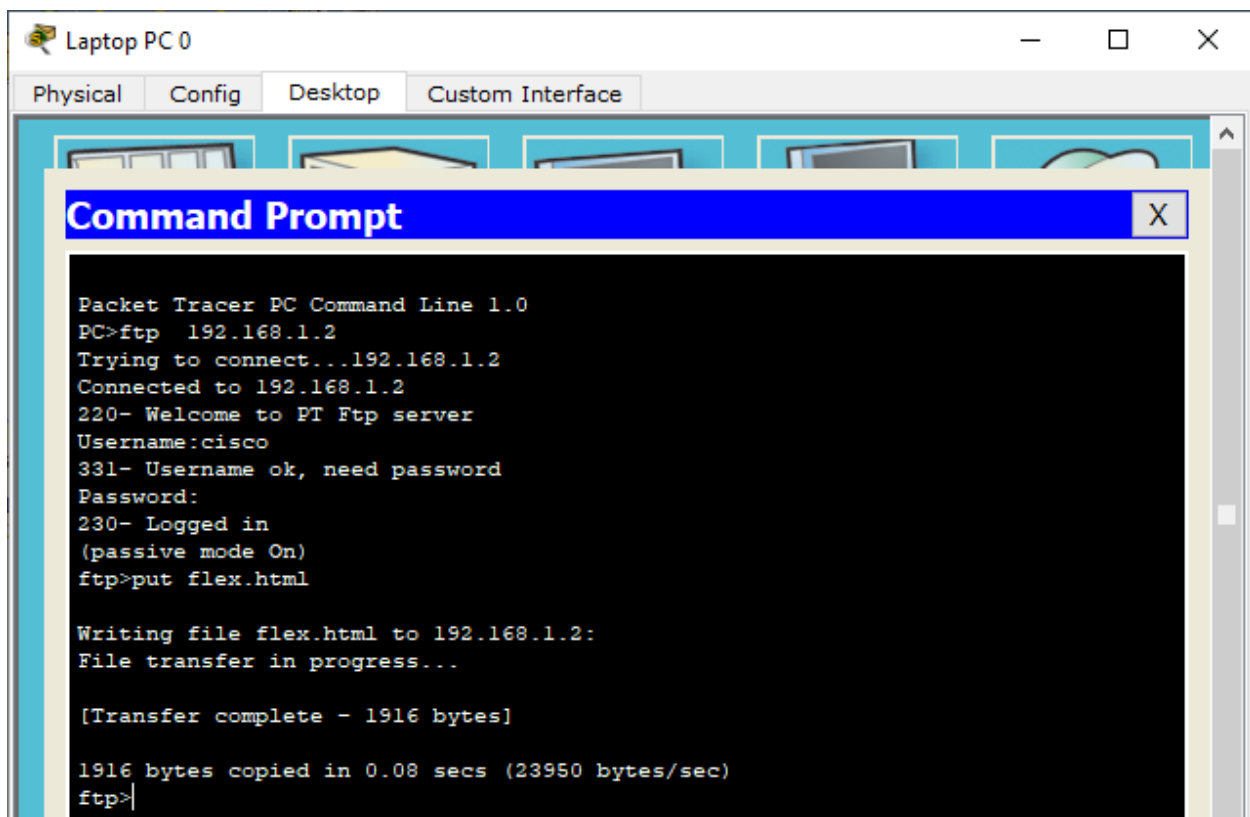 Laptop PC 0
Physical Config Desktop Custom Interface
Command Prompt X
Packet Tracer PC Command Line 1.0
PC>ftp  192.168.1.2
Trying to connect...192.168.1.2
Connected to 192.168.1.2
220- Welcome to PT Ftp server
Username:cisco
331- Username ok, need password
Password:
230- Logged in
(passive mode On)
ftp>put flex.html
Writing file flex.html to 192.168.1.2:
File transfer in progress...
[Transfer complete - 1916 bytes]
1916 bytes copied in 0.08 secs (23950 bytes/sec)
ftp>